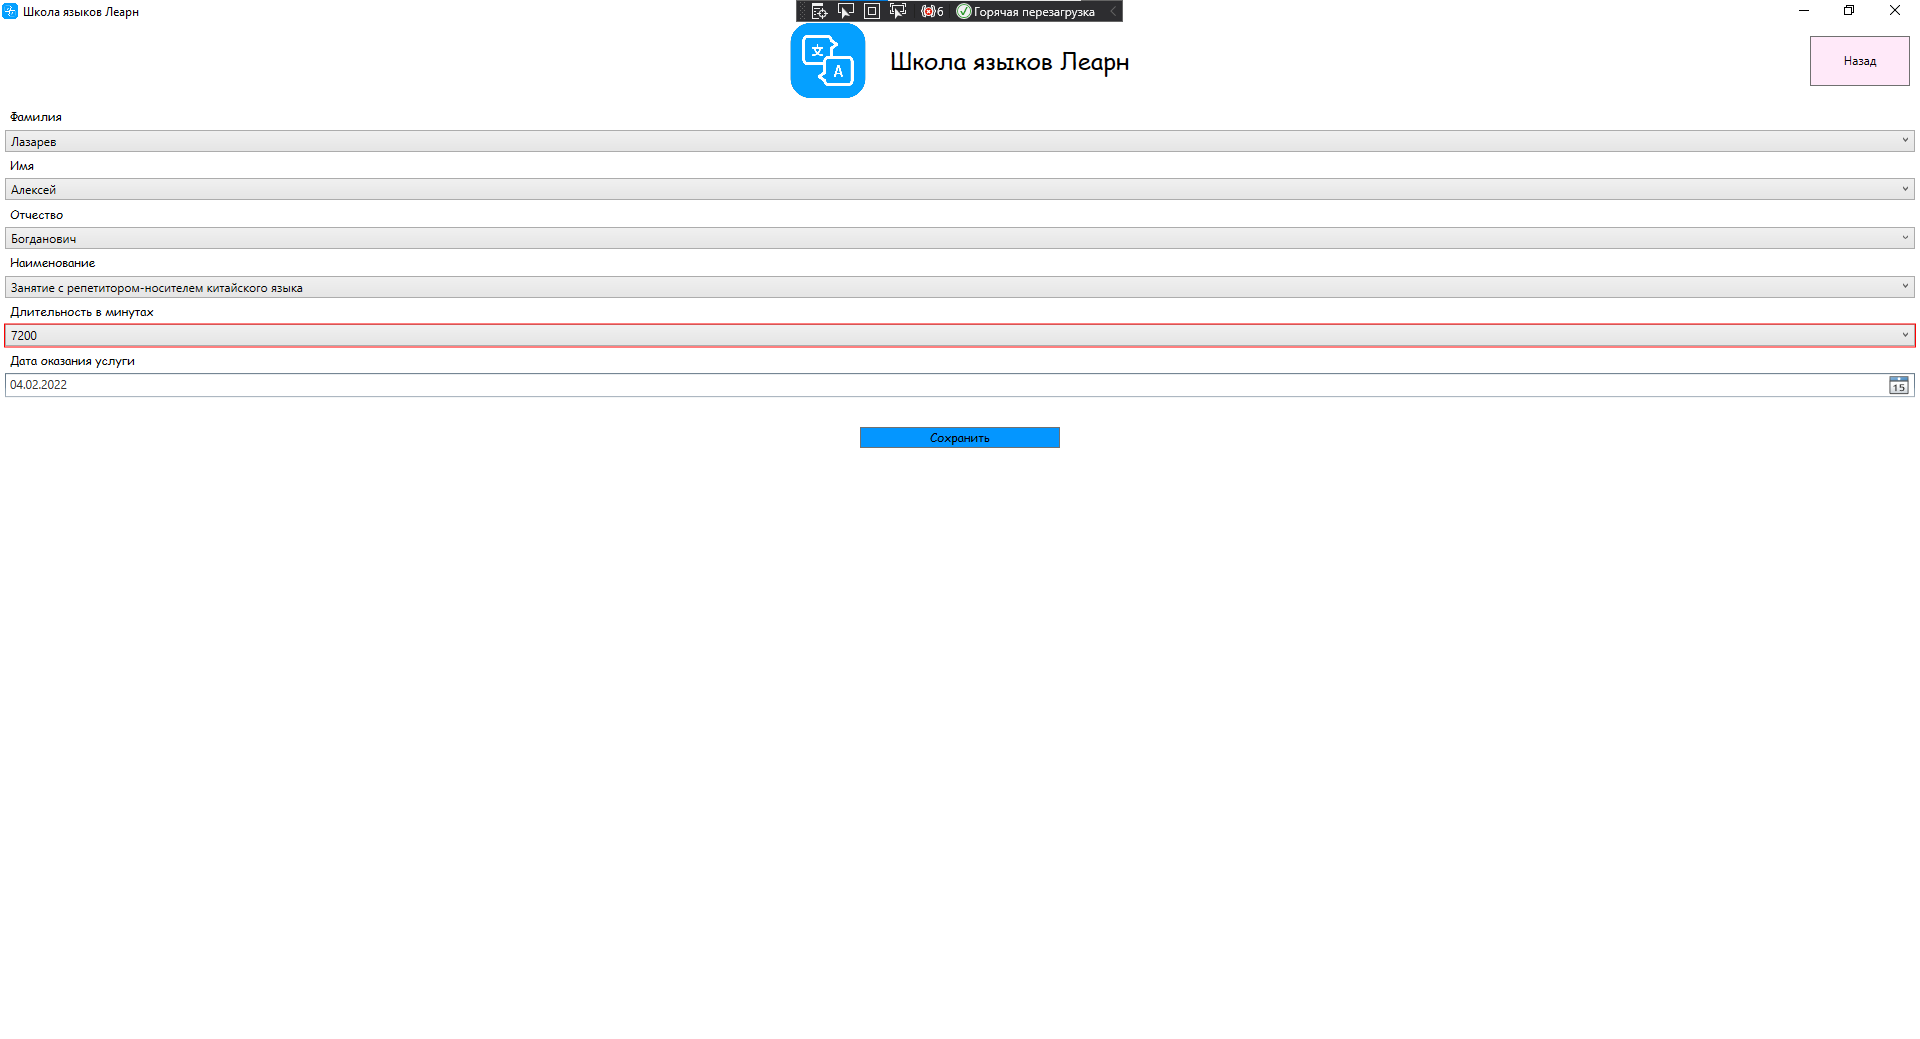 Школа языков Леарн
6 Горячая перезагрузка
文 A
Школа языков Леарн
Назад
Фамилия
Лазарев
Имя
Алексей
Отчество
Богданович
Наименование
Занятие с репетитором-носителем китайского языка
Длительность в минутах
7200
Дата оказания услуги
04.02.2022
15
Сохранить